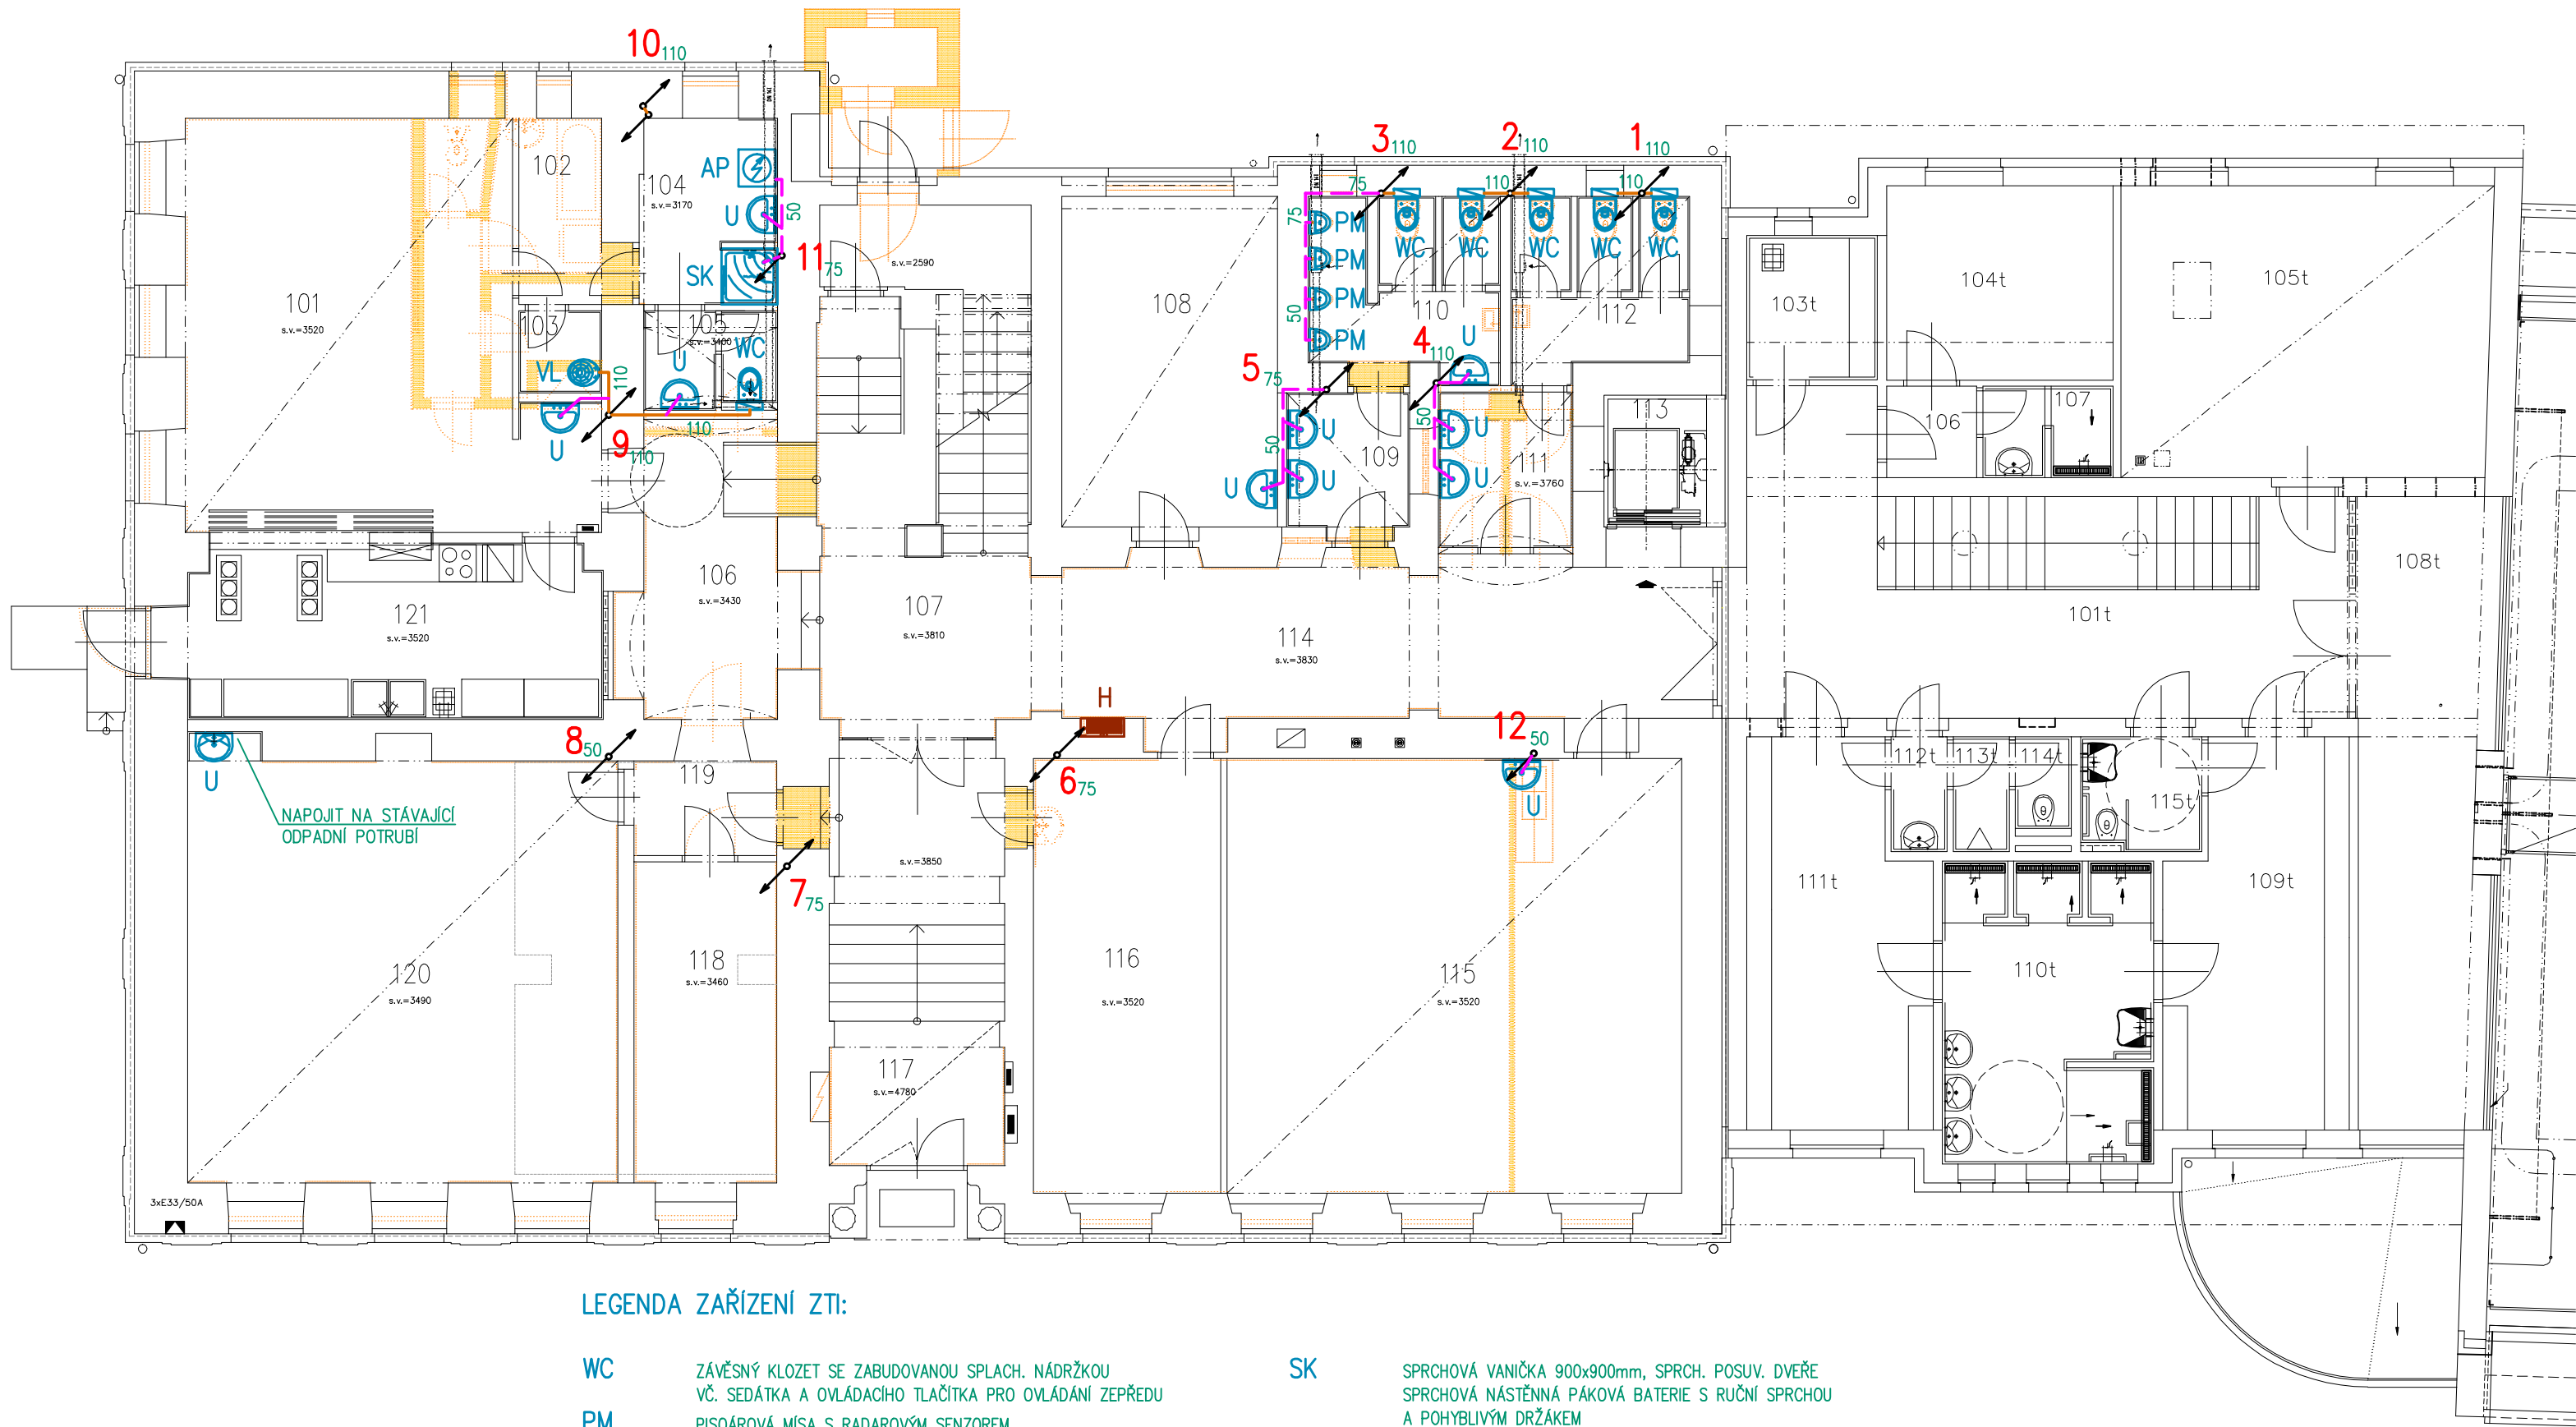 10 110
3 110
2 110
1 110
75
110
110
102
104
s.v.=3170
AP
U
50
75
PM
PM
PM
PM
50
WC
WC
WC
WC
WC
SK
11 75
s.v.=2590
101
s.v.=3520
108
110
112
103t
104t
105t
103
105
s.v.=3400
WC
U
VL
110
U
4 110
5 75
U
113
106
107
50
50
U
U
U
U
U
109
111
s.v.=3760
9 110
110
108t
106
s.v.=3430
107
s.v.=3810
121
s.v.=3520
114
s.v.=3830
101t
H
8 50
12 50
U
6 75
U
119
112t
113t
114t
115t
NAPOJIT NA STÁVAJÍCÍ
ODPADNÍ POTRUBÍ
s.v.=3850
7 75
111t
109t
120
s.v.=3490
118
s.v.=3460
116
s.v.=3520
115
s.v.=3520
110t
117
s.v.=4780
3xE33/50A
LEGENDA ZAŘÍZENÍ ZTI:
WC ZÁVĚSNÝ KLOZET SE ZABUDOVANOU SPLACH. NÁDRŽKOU
VČ. SEDÁTKA A OVLÁDACÍHO TLAČÍTKA PRO OVLÁDÁNÍ ZEPŘEDU
PM PISOÁROVÁ MÍSA S RADAROVÝM SENZOREM
SK SPRCHOVÁ VANIČKA 900x900mm, SPRCH. POSUV. DVEŘE
SPRCHOVÁ NÁSTĚNNÁ PÁKOVÁ BATERIE S RUČNÍ SPRCHOU
A POHYBLIVÝM DRŽÁKEM